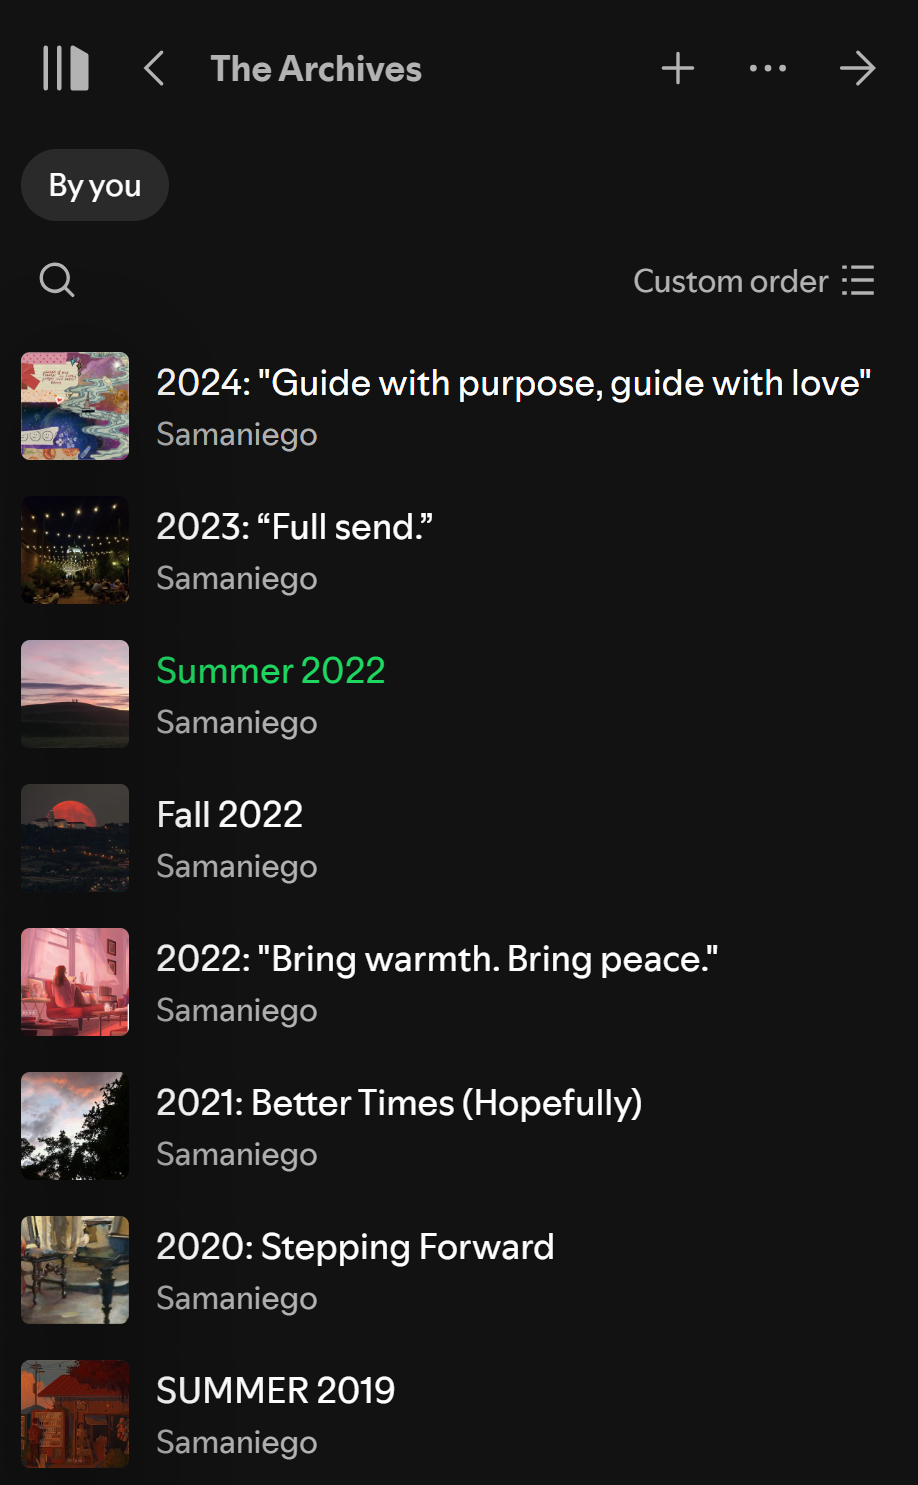 The Archives
By you
Custom order
2024: "Guide with purpose, guide with love"
Samaniego
2023: “Full send.”
Samaniego
Summer 2022
Samaniego
Fall 2022
Samaniego
2022: "Bring warmth. Bring peace."
Samaniego
2021: Better Times (Hopefully)
Samaniego
2020: Stepping Forward
Samaniego
SUMMER 2019
Samaniego